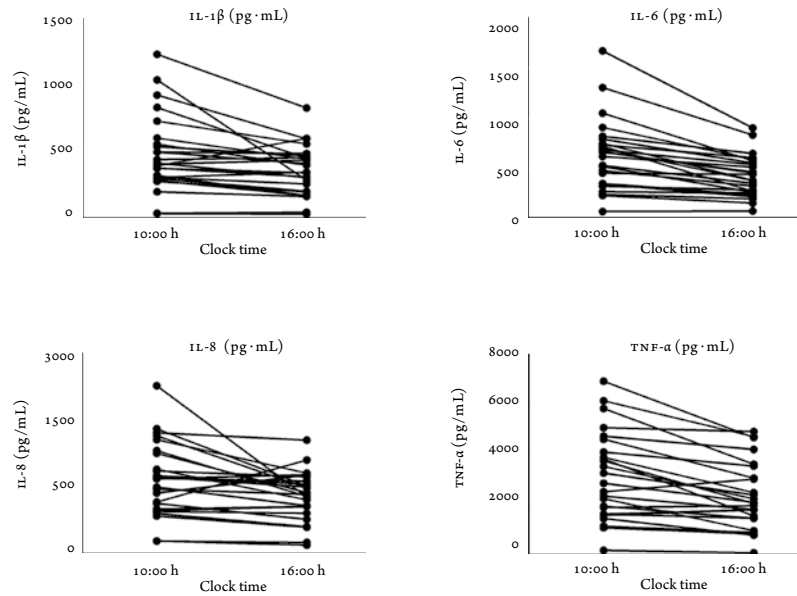 IL-1β (pg·mL)
1500
1000
500
0
IL-1β (pg/mL)
10:00 h 16:00 h
Clock time
IL-6 (pg·mL)
2000
1500
1000
500
0
IL-6 (pg/mL)
10:00 h 16:00 h
Clock time
IL-8 (pg·mL)
3000
1500
500
0
IL-8 (pg/mL)
10:00 h 16:00 h
Clock time
TNF-α (pg·mL)
8000
6000
4000
2000
0
TNF-α (pg/mL)
10:00 h 16:00 h
Clock time